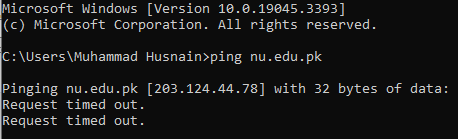 Microsoft Windows [Version 10.0.19045.3393]
(c) Microsoft Corporation. All rights reserved.
C:\Users\Muhammad Husnain>ping nu.edu.pk
Pinging nu.edu.pk [203.124.44.78] with 32 bytes of data:
Request timed out.
Request timed out.